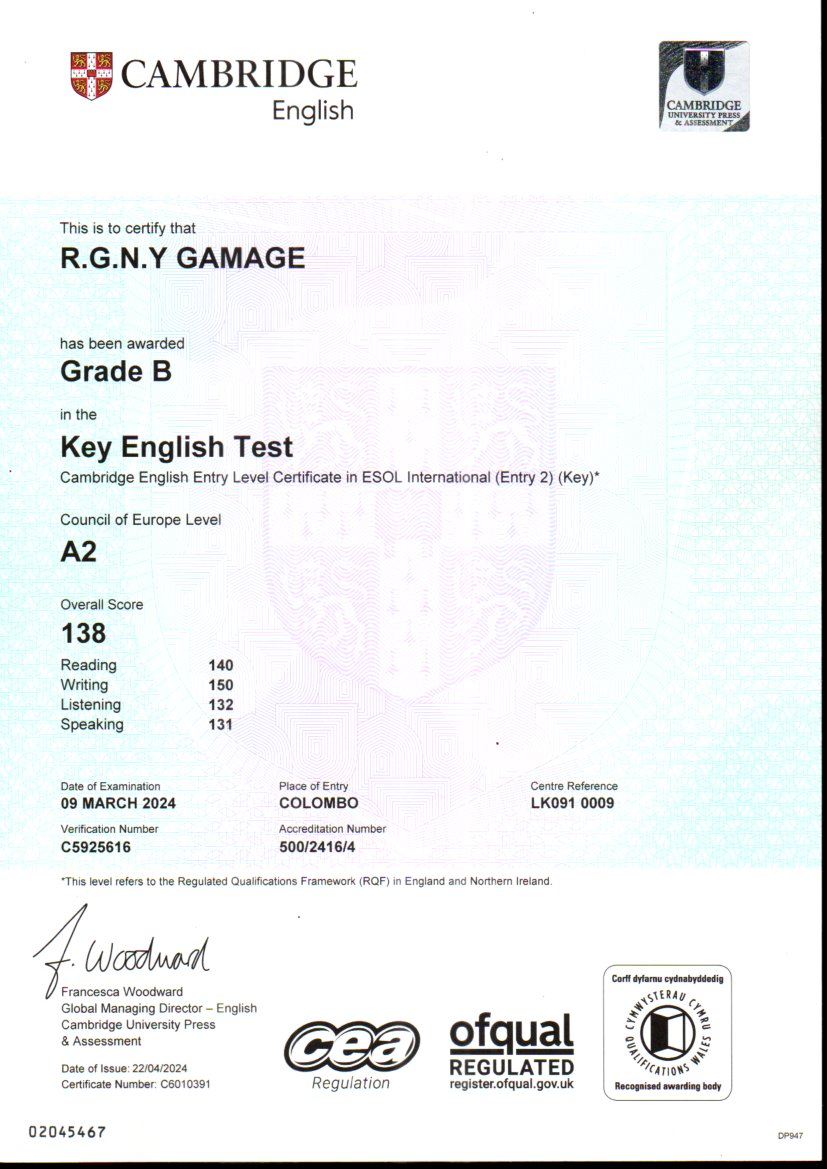 CAMBRIDGE
English
CAMBRIDGE
UNIVERSITY PRESS
& ASSESSMENT
This is to certify that
R.G.N.Y GAMAGE
has been awarded
Grade B
in the
Key English Test
Cambridge English Entry Level Certificate in ESOL International (Entry 2) (Key)*
Council of Europe Level
A2
Overall Score
138
Reading 140
Writing 150
Listening 132
Speaking 131
Date of Examination Place of Entry Centre Reference
09 MARCH 2024 COLOMBO LK091 0009
Verification Number Accreditation Number
C5925616 500/2416/4
*This level refers to the Regulated Qualifications Framework (RQF) in England and Northern Ireland.
F. Woodward
Francesca Woodward
Global Managing Director – English
Cambridge University Press
& Assessment
Date of Issue: 22/04/2024
Certificate Number: C6010391
cea
Regulation
ofqual
REGULATED
register.ofqual.gov.uk
Corff dyfarnu cydnabyddedig
CYMWYSTERAU CYMRU
QUALIFICATIONS WALES
Recognised awarding body
02045467
DP947